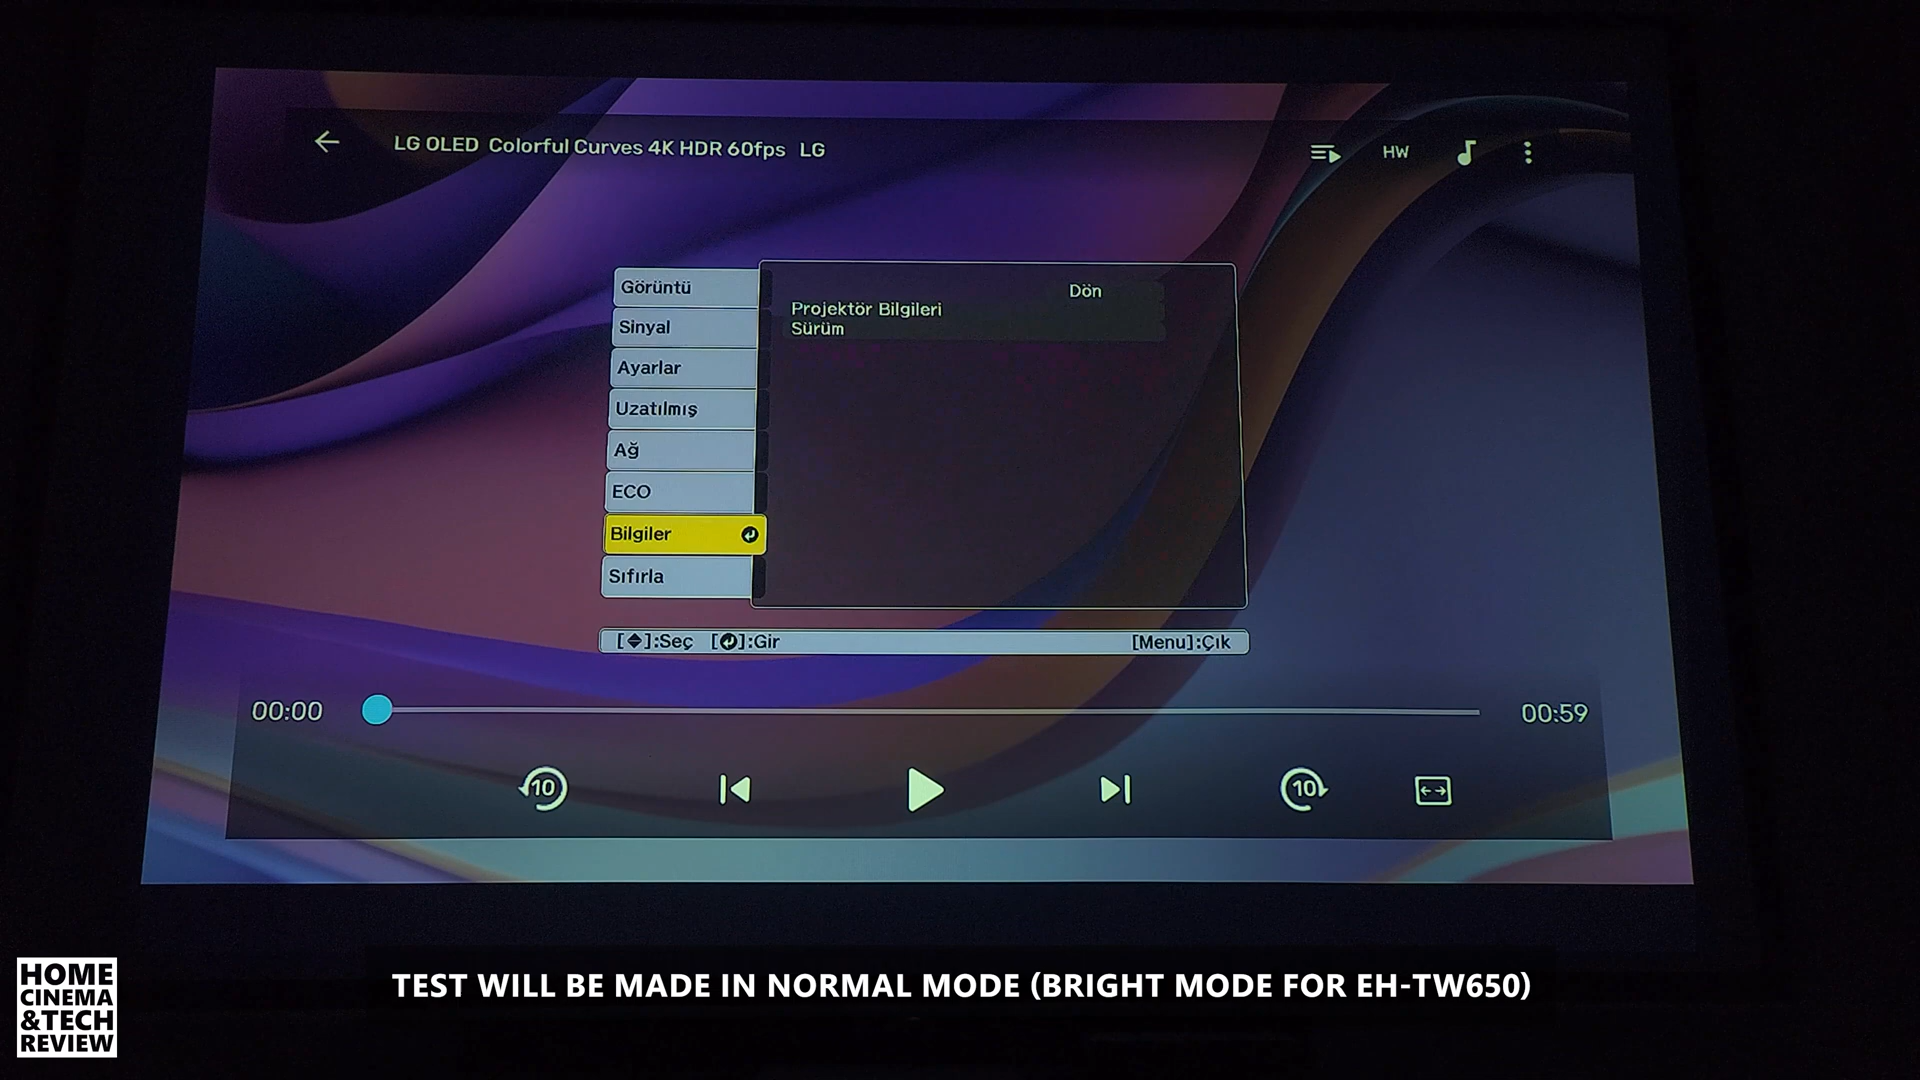 LG OLED Colorful Curves 4K HDR 60fps LG
HW
Görüntü
Sinyal
Ayarlar
Uzatılmış
Ağ
ECO
Bilgiler
Sıfırla
Dön
Projektör Bilgileri
Sürüm
[ ]:Seç [ ]:Gir [Menu]:Çık
00:00
00:59
10
10
TEST WILL BE MADE IN NORMAL MODE (BRIGHT MODE FOR EH-TW650)
HOME
CINEMA
&TECH
REVIEW